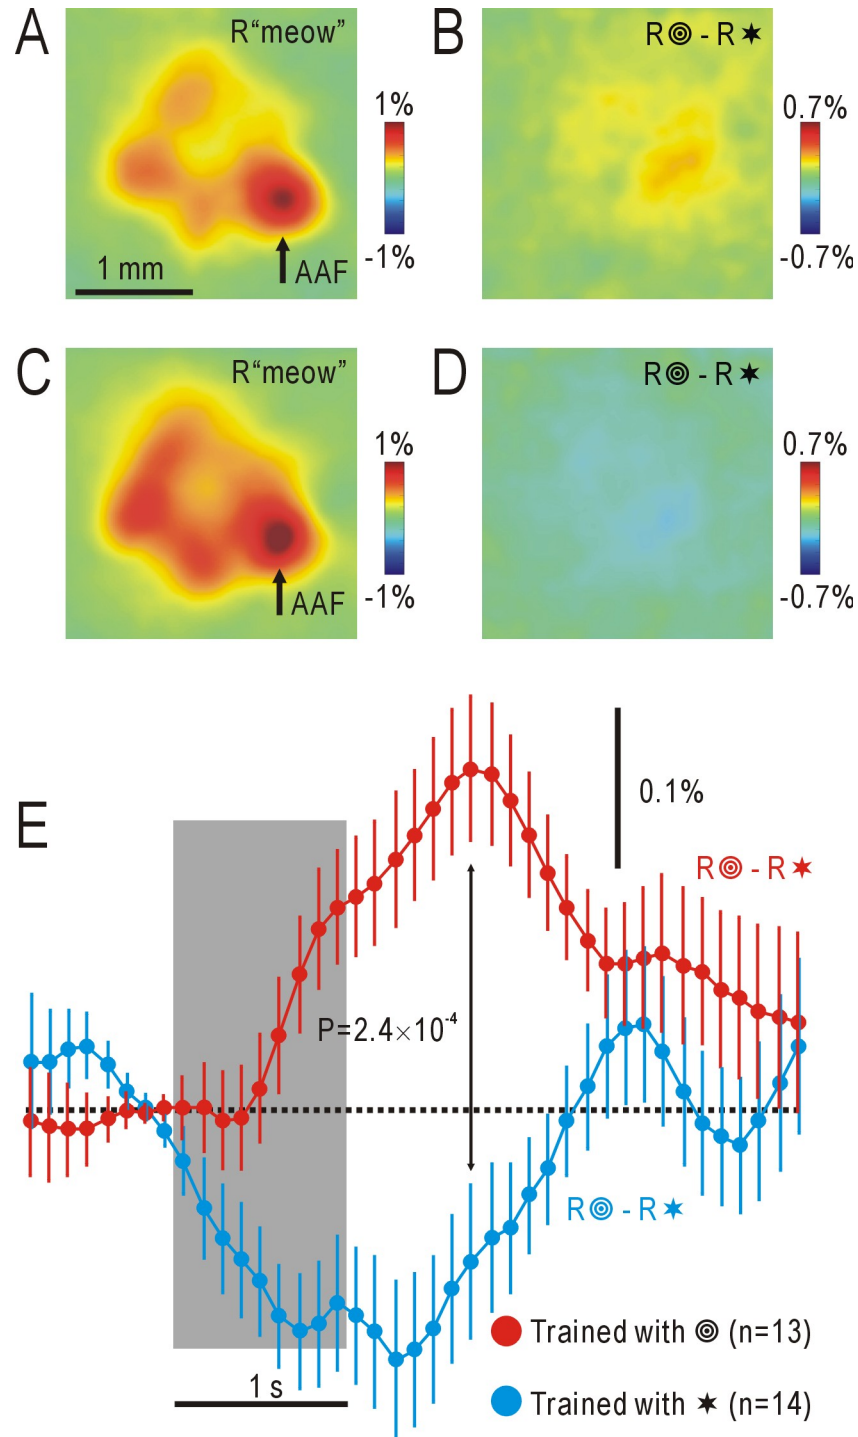 A
R“meow”
1%
-1%
1 mm
AAF
B
R◎ - R✶
0.7%
-0.7%
C
R“meow”
1%
-1%
AAF
D
R◎ - R✶
0.7%
-0.7%
E
0.1%
R◎ - R✶
P=2.4×10⁻⁴
R◎ - R✶
Trained with ◎ (n=13)
1 s
Trained with ✶ (n=14)